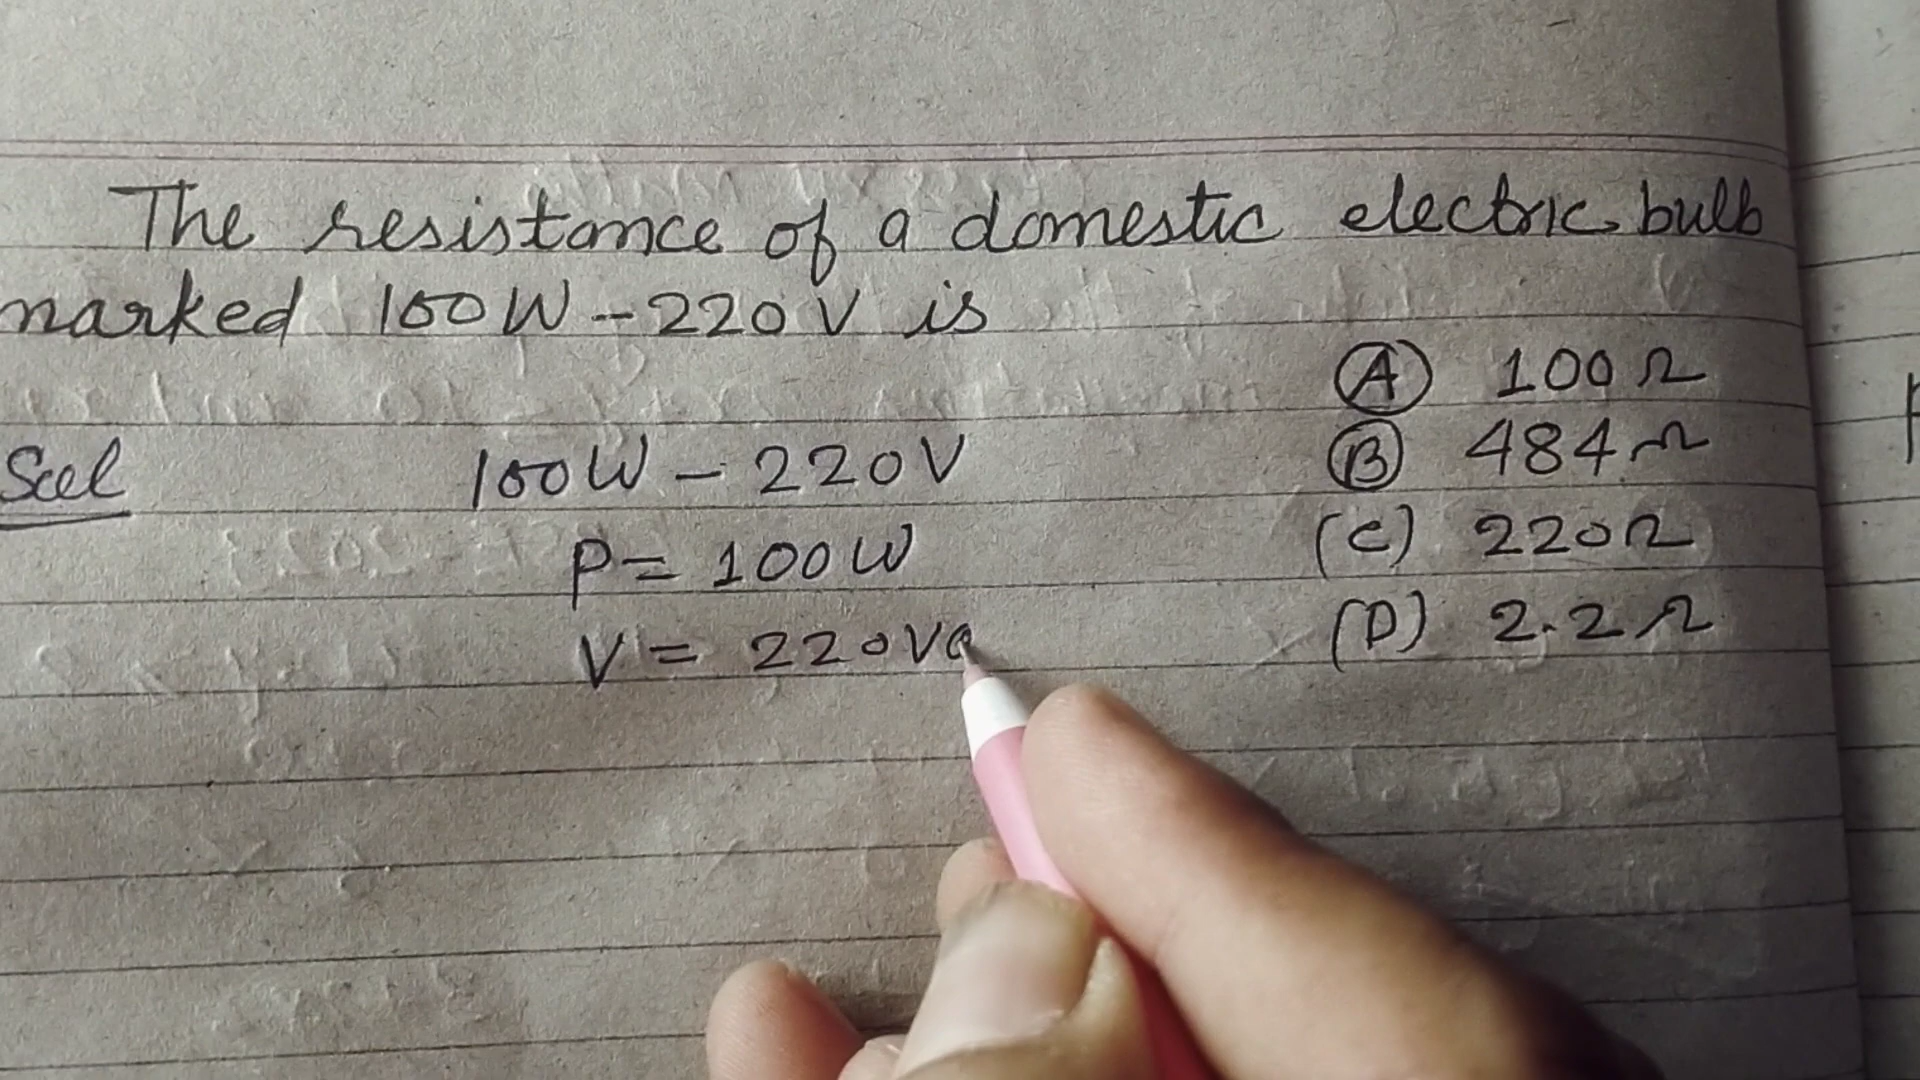 The resistance of a domestic electric bulb
marked 100W - 220V is
(A) 100Ω
(B) 484Ω
(C) 220Ω
(D) 2.2Ω
Sol
100W - 220V
P = 100W
V = 220Vo